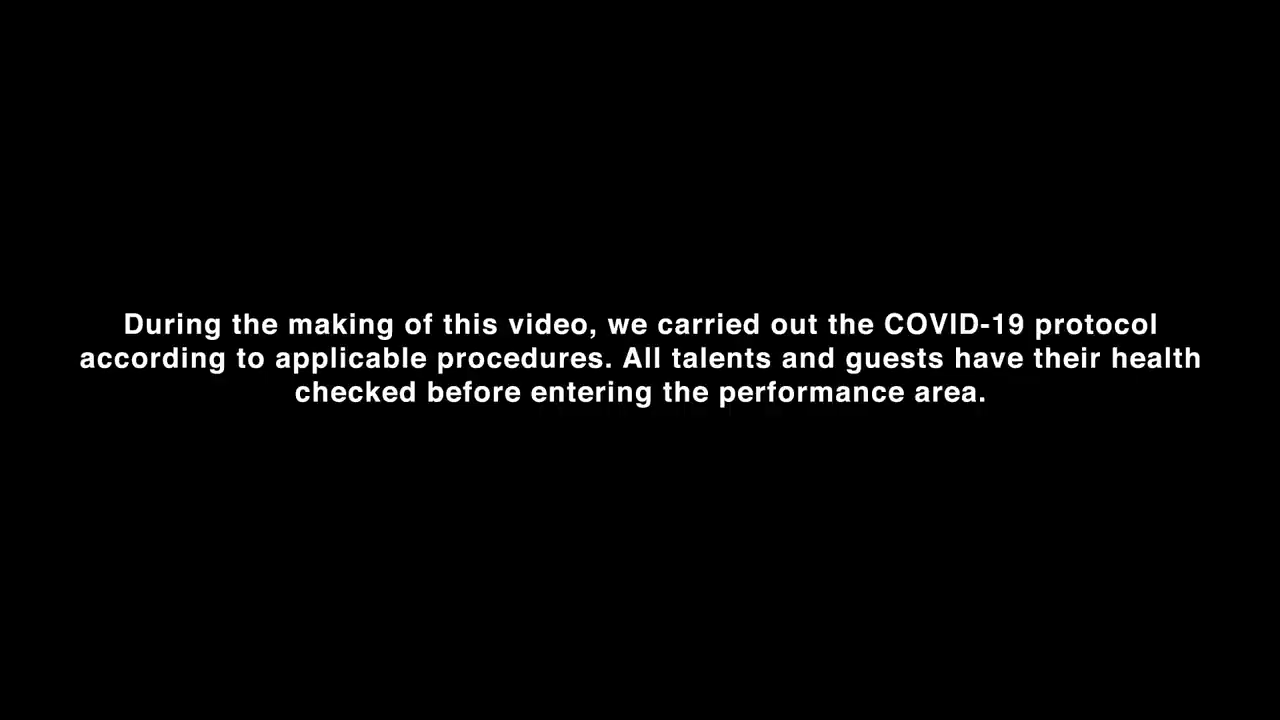 During the making of this video, we carried out the COVID-19 protocol
according to applicable procedures. All talents and guests have their health
checked before entering the performance area.